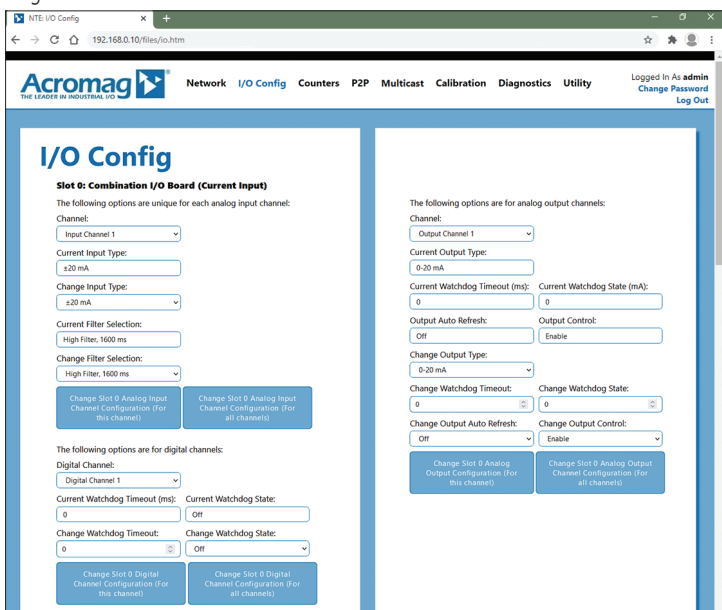 NTE: I/O Config
192.168.0.10/files/io.htm
Acromag
THE LEADER IN INDUSTRIAL I/O
Network I/O Config Counters P2P Multicast Calibration Diagnostics Utility
Logged In As admin
Change Password
Log Out
I/O Config
Slot 0: Combination I/O Board (Current Input)
The following options are unique for each analog input channel:
Channel:
Input Channel 1
Current Input Type:
±20 mA
Change Input Type:
±20 mA
Current Filter Selection:
High Filter, 1600 ms
Change Filter Selection:
High Filter, 1600 ms
Change Slot 0 Analog Input
Channel Configuration (For
this channel)
Change Slot 0 Analog Input
Channel Configuration (For
all channels)
The following options are for digital channels:
Digital Channel:
Digital Channel 1
Current Watchdog Timeout (ms): Current Watchdog State:
0 Off
Change Watchdog Timeout: Change Watchdog State:
0 Off
Change Slot 0 Digital
Channel Configuration (For
this channel)
Change Slot 0 Digital
Channel Configuration (For
all channels)
The following options are for analog output channels:
Channel:
Output Channel 1
Current Output Type:
0-20 mA
Current Watchdog Timeout (ms): Current Watchdog State (mA):
0 0
Output Auto Refresh: Output Control:
Off Enable
Change Output Type:
0-20 mA
Change Watchdog Timeout: Change Watchdog State:
0 0
Change Output Auto Refresh: Change Output Control:
Off Enable
Change Slot 0 Analog
Output Configuration (For
this channel)
Change Slot 0 Analog Output
Channel Configuration (For
all channels)